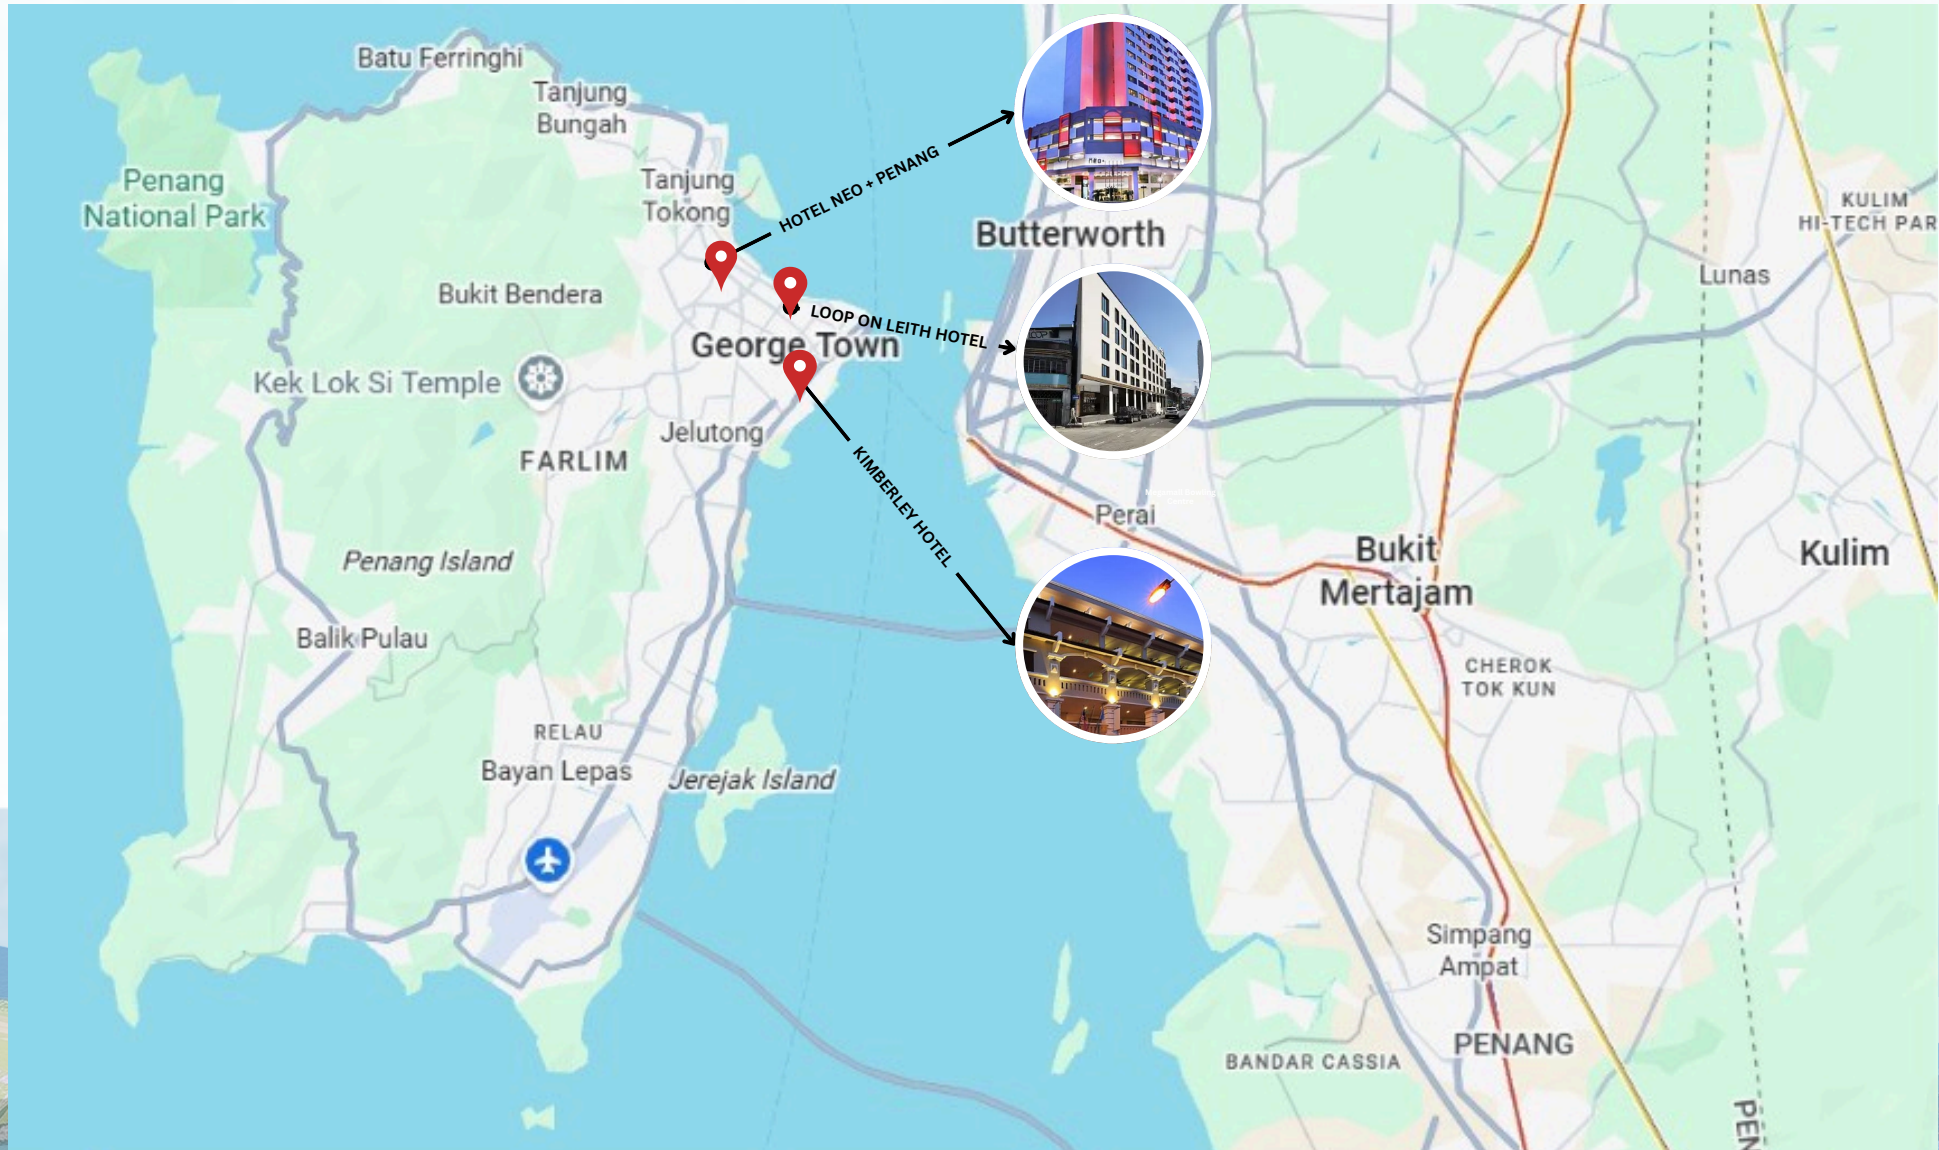 Batu Ferringhi
Tanjung
Bungah
Penang
National Park
Tanjung
Tokong
HOTEL NEO + PENANG
neo+
Butterworth
KULIM
HI-TECH PAR
Lunas
Bukit Bendera
LOOP ON LEITH HOTEL
George Town
Kek Lok Si Temple
Jelutong
FARLIM
KIMBERLEY HOTEL
Perai
Bukit
Mertajam
Kulim
Penang Island
Balik Pulau
CHEROK
TOK KUN
RELAU
Bayan Lepas
Jerejak Island
Simpang
Ampat
PENANG
BANDAR CASSIA
PEN